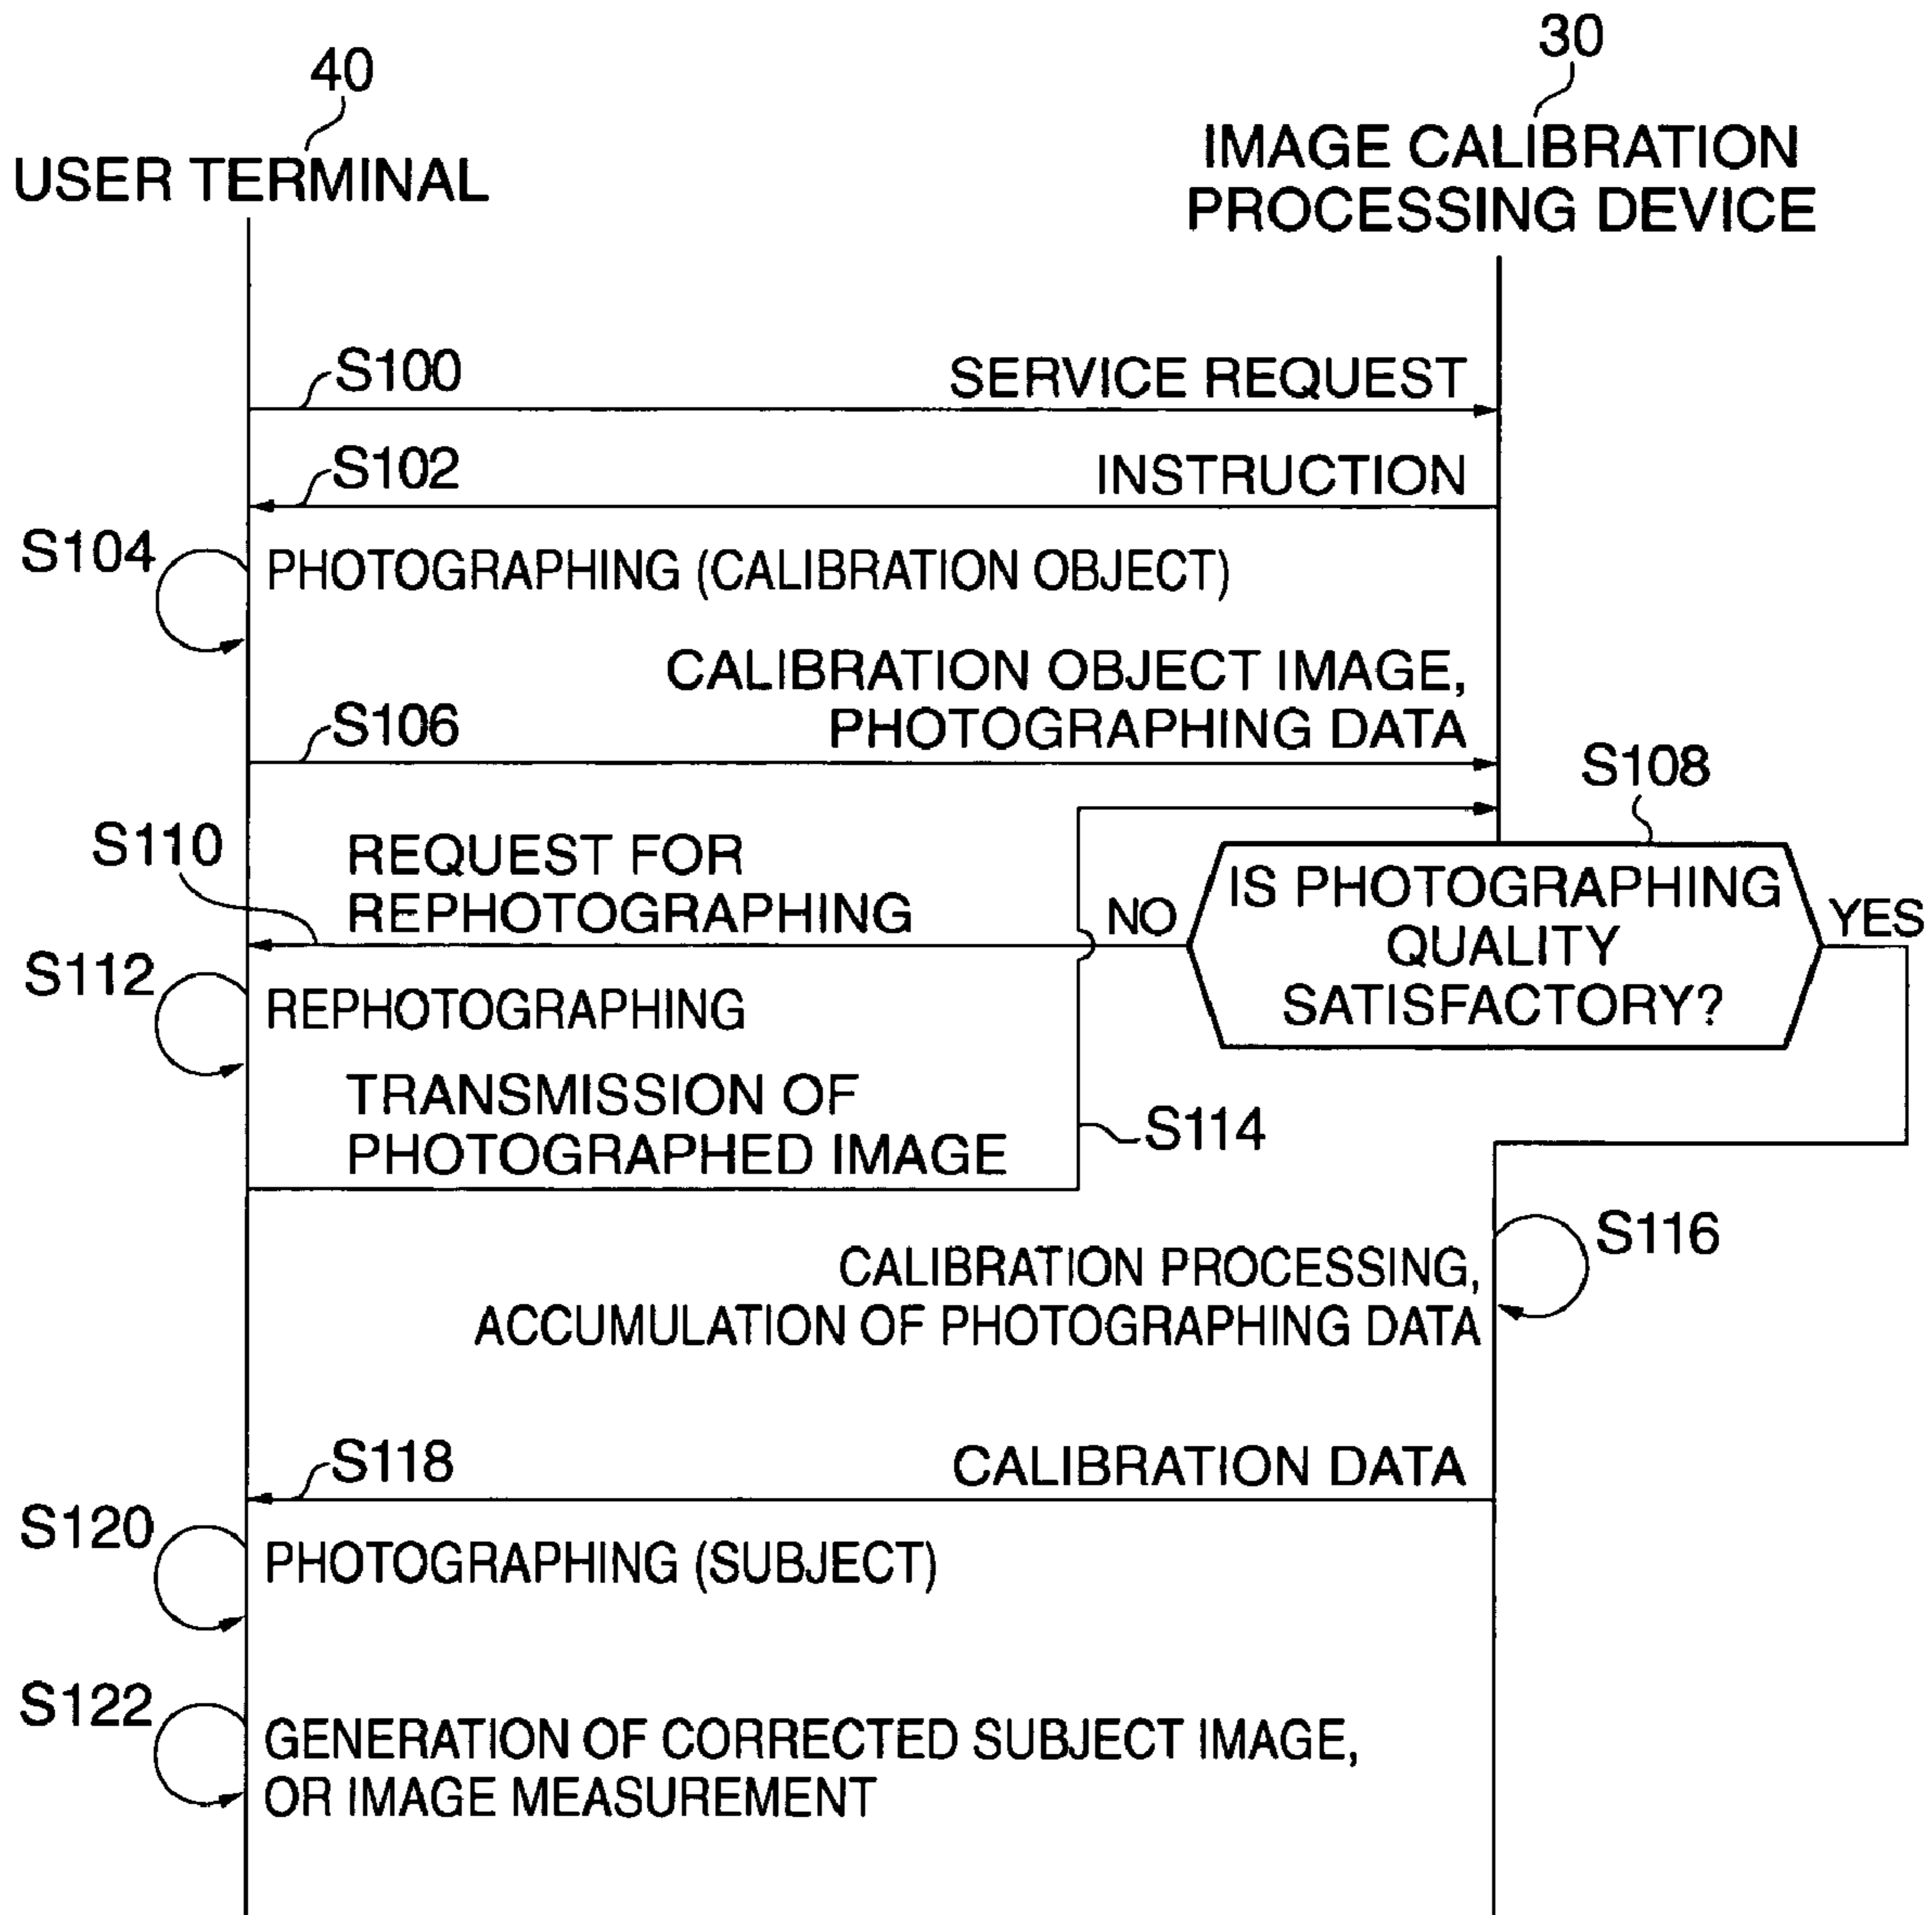 40
USER TERMINAL
30
IMAGE CALIBRATION
PROCESSING DEVICE
S100
SERVICE REQUEST
S102
INSTRUCTION
S104
PHOTOGRAPHING (CALIBRATION OBJECT)
CALIBRATION OBJECT IMAGE,
PHOTOGRAPHING DATA
S106
S108
S110
REQUEST FOR
REPHOTOGRAPHING
NO
IS PHOTOGRAPHING
QUALITY
SATISFACTORY?
YES
S112
REPHOTOGRAPHING
TRANSMISSION OF
PHOTOGRAPHED IMAGE
S114
S116
CALIBRATION PROCESSING,
ACCUMULATION OF PHOTOGRAPHING DATA
S118
CALIBRATION DATA
S120
PHOTOGRAPHING (SUBJECT)
S122
GENERATION OF CORRECTED SUBJECT IMAGE,
OR IMAGE MEASUREMENT